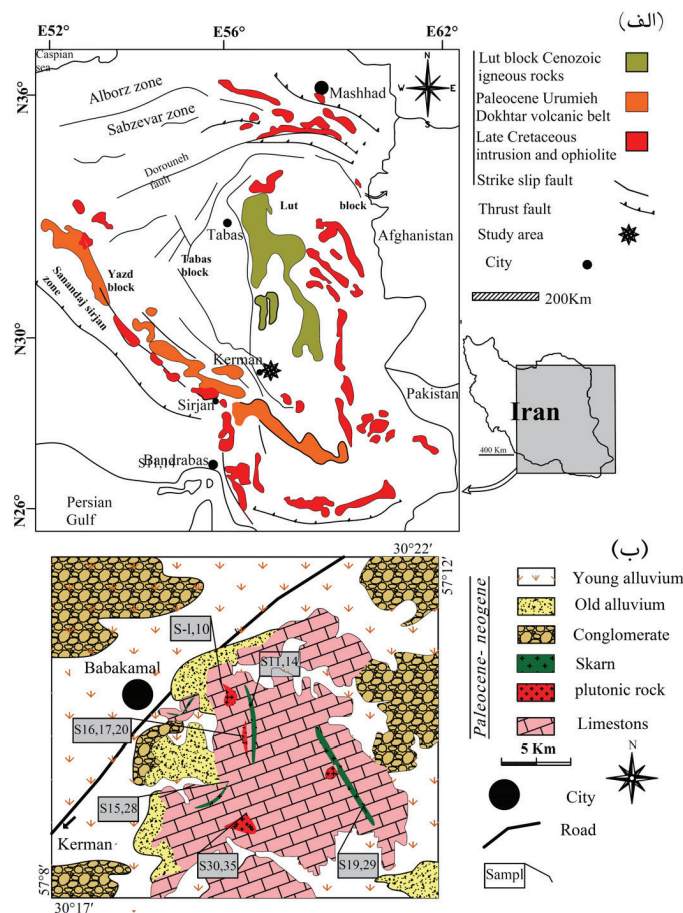 E52°
E56°
E62°
(الف)
Caspian
sea
N36°
N30°
N26°
Alborz zone
Sabzevar zone
Mashhad
Dorouneh
fault
Lut
block
Tabas
Afghanistan
Tabas
block
Yazd
block
Sanandaj sirjan
zone
Kerman
Sirjan
Pakistan
Bandrabas
Persian
Gulf
N
W
E
S
Lut block Cenozoic
igneous rocks
Paleocene Urumieh
Dokhtar volcanic belt
Late Cretaceous
intrusion and ophiolite
Strike slip fault
Thrust fault
Study area
City
200Km
Iran
400 Km
(ب)
30°22'
57°12'
S-1,10
S11,14
Babakamal
S16,17,20
S15,28
Kerman
S30,35
S19,29
57°8'
30°17'
Paleocene- neogene
Young alluvium
Old alluvium
Conglomerate
Skarn
plutonic rock
Limestons
5 Km
N
City
Road
Sampl